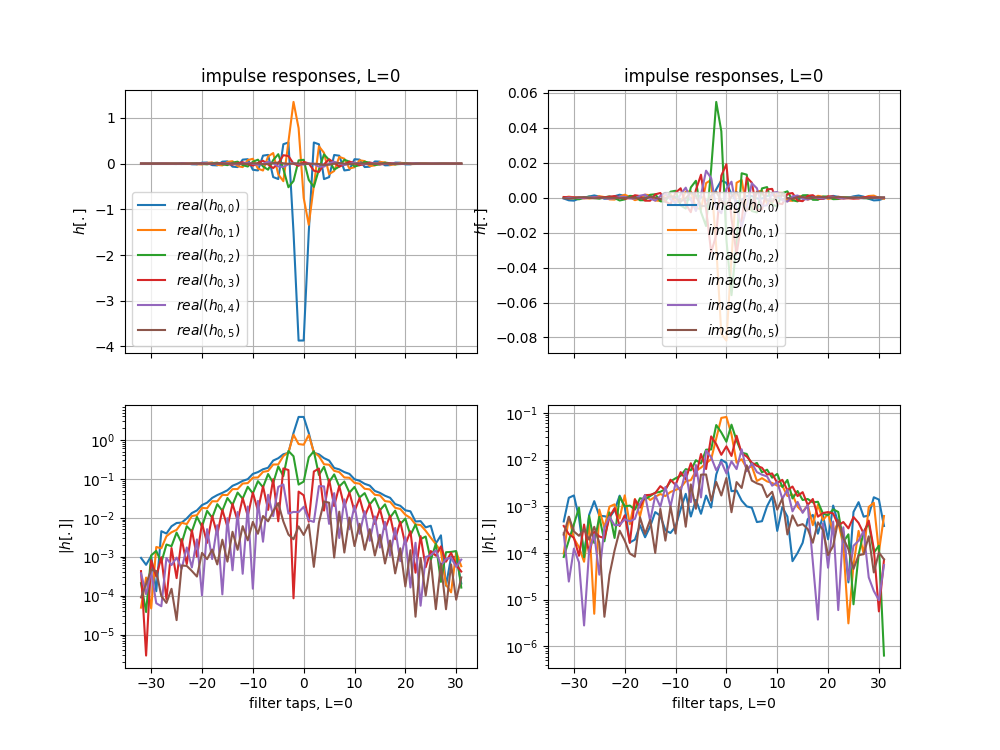 impulse responses, L=0
1
0
−1
−2
−3
−4
h[.]
real(h₀,₀)
real(h₀,₁)
real(h₀,₂)
real(h₀,₃)
real(h₀,₄)
real(h₀,₅)
impulse responses, L=0
0.06
0.04
0.02
0.00
−0.02
−0.04
−0.06
−0.08
h[.]
imag(h₀,₀)
imag(h₀,₁)
imag(h₀,₂)
imag(h₀,₃)
imag(h₀,₄)
imag(h₀,₅)
10⁰
10⁻¹
10⁻²
10⁻³
10⁻⁴
10⁻⁵
|h[.]|
−30 −20 −10 0 10 20 30
filter taps, L=0
10⁻¹
10⁻²
10⁻³
10⁻⁴
10⁻⁵
10⁻⁶
|h[.]|
−30 −20 −10 0 10 20 30
filter taps, L=0